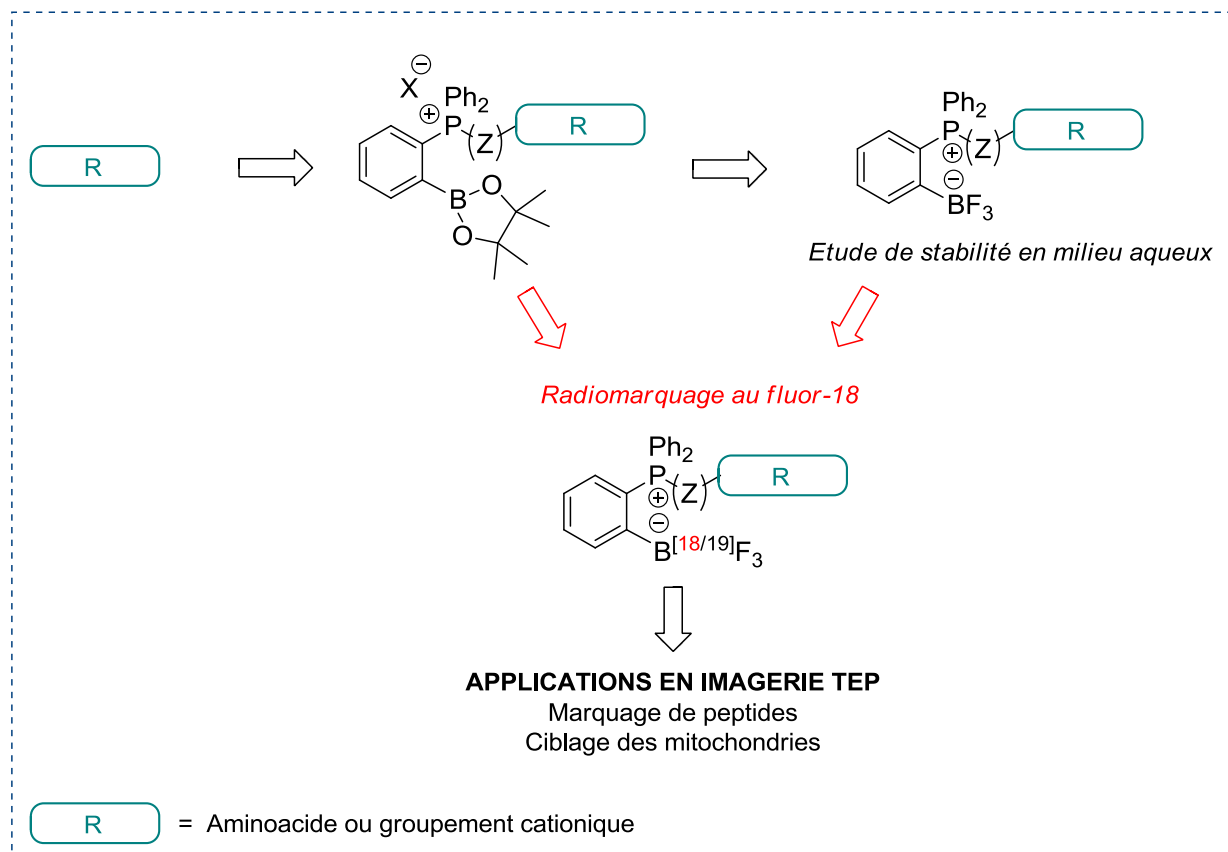 X⊖
Ph2
P⊕
(Z)
R
B
O
O
R
Ph2
P
⊕
(Z)
R
⊖
BF3
Etude de stabilité en milieu aqueux
Radiomarquage au fluor-18
Ph2
P
⊕
(Z)
R
⊖
B[18/19]F3
APPLICATIONS EN IMAGERIE TEP
Marquage de peptides
Ciblage des mitochondries
R = Aminoacide ou groupement cationique